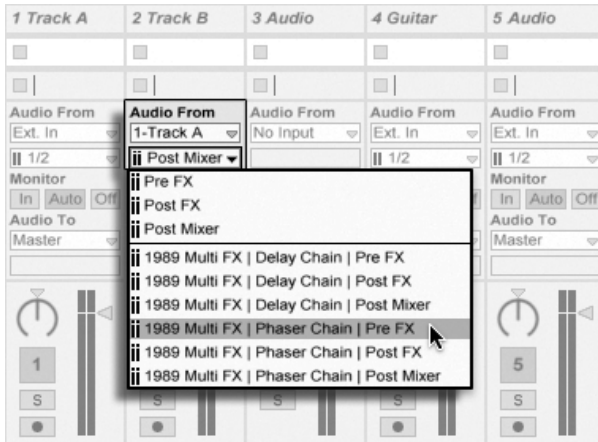 1 Track A 2 Track B 3 Audio 4 Guitar 5 Audio
Audio From Audio From Audio From Audio From Audio From
Ext. In 1-Track A No Input Ext. In Ext. In
1/2 Post Mixer 1/2 1/2
Monitor Monitor
In Auto Off In Auto Off
Audio To Audio To
Master Master
Pre FX
Post FX
Post Mixer
1989 Multi FX | Delay Chain | Pre FX
1989 Multi FX | Delay Chain | Post FX
1989 Multi FX | Delay Chain | Post Mixer
1989 Multi FX | Phaser Chain | Pre FX
1989 Multi FX | Phaser Chain | Post FX
1989 Multi FX | Phaser Chain | Post Mixer
1 5
S S S S S